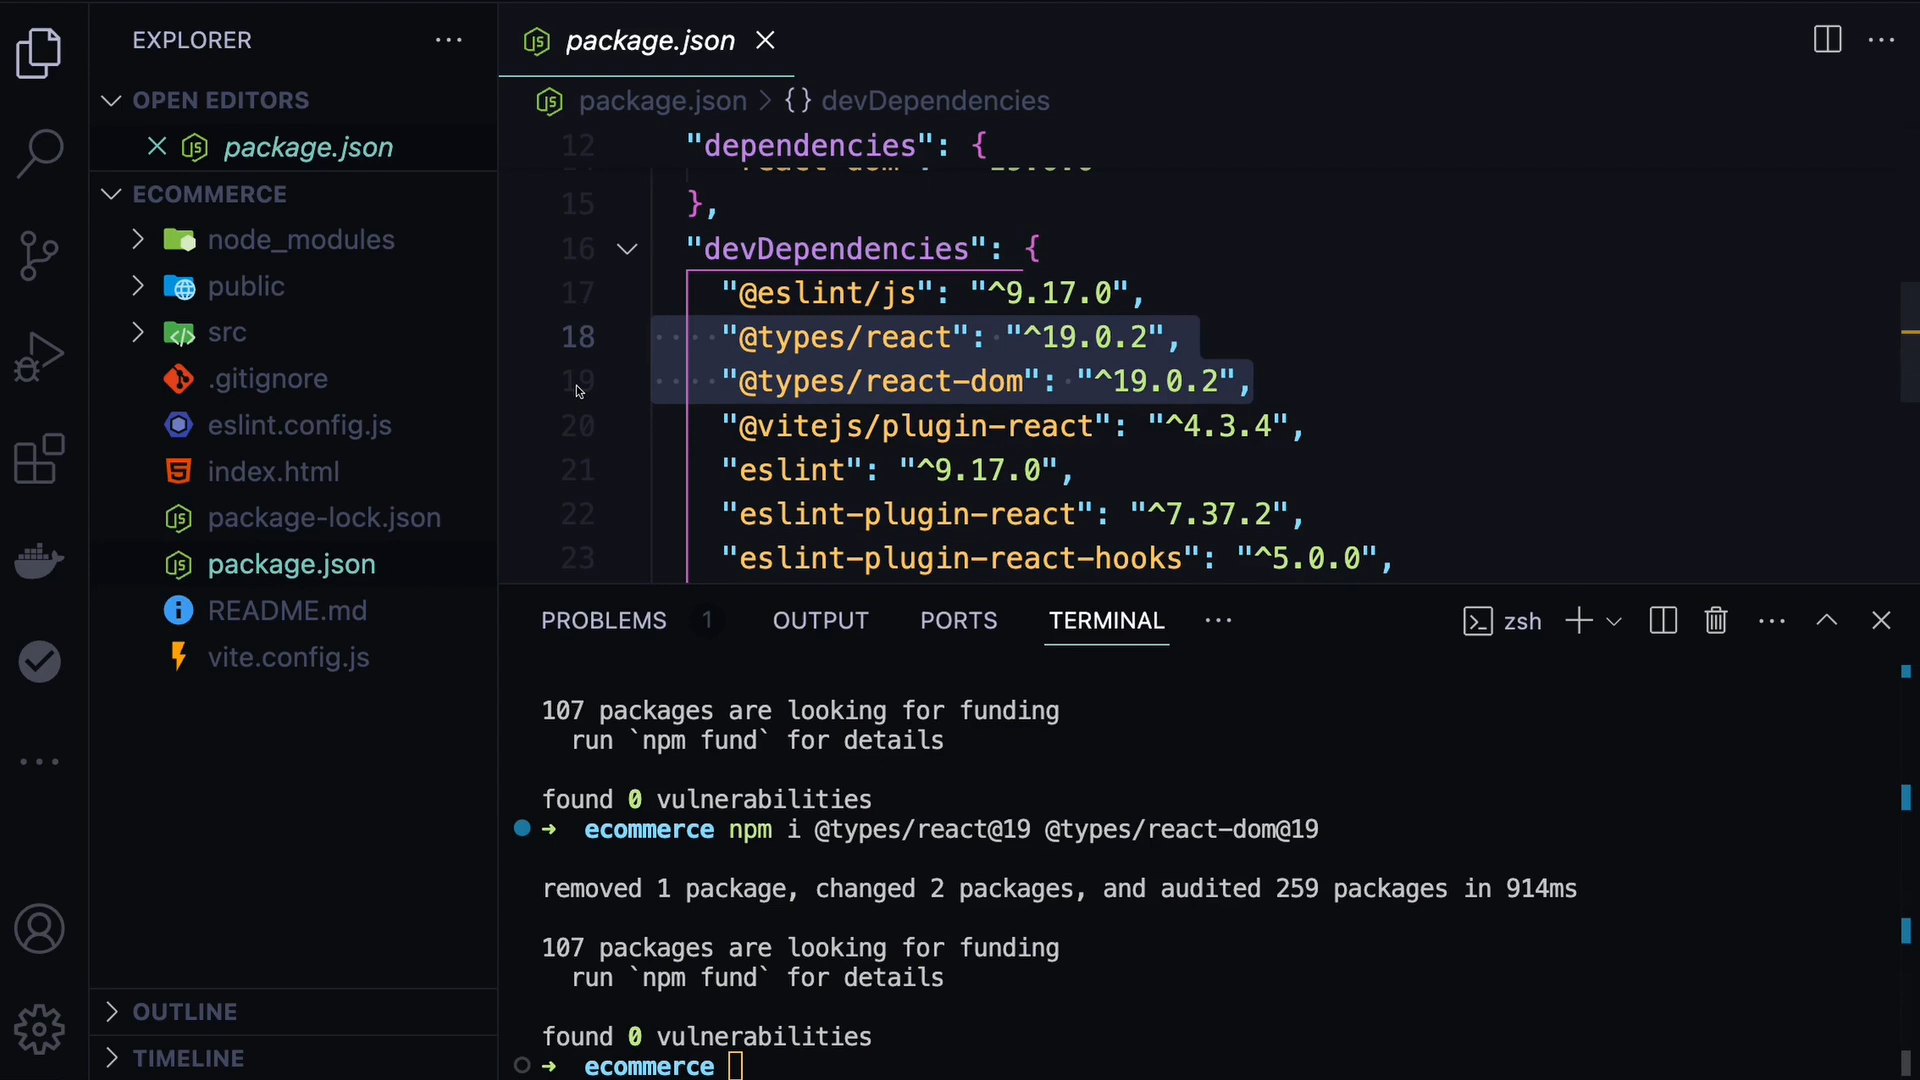 EXPLORER
OPEN EDITORS
package.json
ECOMMERCE
node_modules
public
src
.gitignore
eslint.config.js
index.html
package-lock.json
package.json
README.md
vite.config.js
OUTLINE
TIMELINE
package.json
package.json > {} devDependencies
12 "dependencies": {
15 },
16 "devDependencies": {
17 "@eslint/js": "^9.17.0",
18 "@types/react": "^19.0.2",
19 "@types/react-dom": "^19.0.2",
20 "@vitejs/plugin-react": "^4.3.4",
21 "eslint": "^9.17.0",
22 "eslint-plugin-react": "^7.37.2",
23 "eslint-plugin-react-hooks": "^5.0.0",
PROBLEMS 1 OUTPUT PORTS TERMINAL zsh
107 packages are looking for funding
run `npm fund` for details
found 0 vulnerabilities
➜ ecommerce npm i @types/react@19 @types/react-dom@19
removed 1 package, changed 2 packages, and audited 259 packages in 914ms
107 packages are looking for funding
run `npm fund` for details
found 0 vulnerabilities
➜ ecommerce